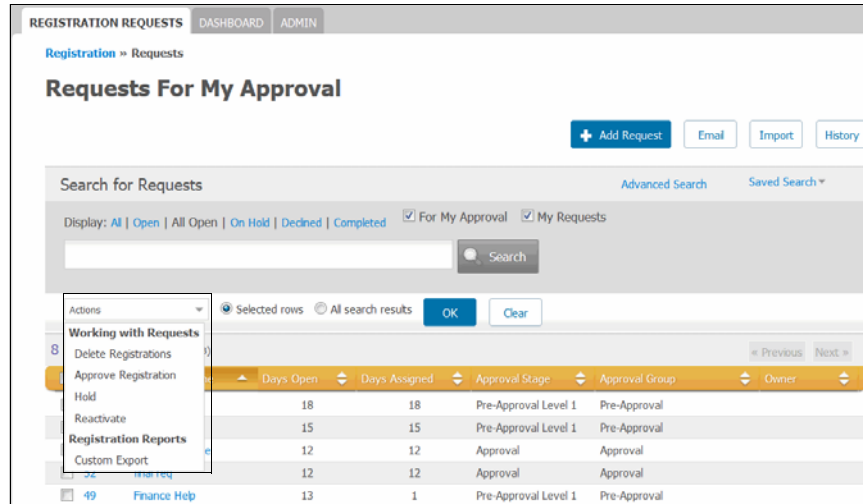 REGISTRATION REQUESTS DASHBOARD ADMIN
Registration » Requests
Requests For My Approval
Add Request Email Import History
Search for Requests Advanced Search Saved Search
Display: All | Open | All Open | On Hold | Declined | Completed For My Approval My Requests
Search
Actions Selected rows All search results OK Clear
Working with Requests
8 Delete Registrations « Previous Next »
Approve Registration Days Open Days Assigned Approval Stage Approval Group Owner
Hold 18 18 Pre-Approval Level 1 Pre-Approval
Reactivate 15 15 Pre-Approval Level 1 Pre-Approval
Registration Reports 12 12 Approval Approval
Custom Export
12 12 Approval Approval
49 Finance Help 13 1 Pre-Approval Level 1 Pre-Approval